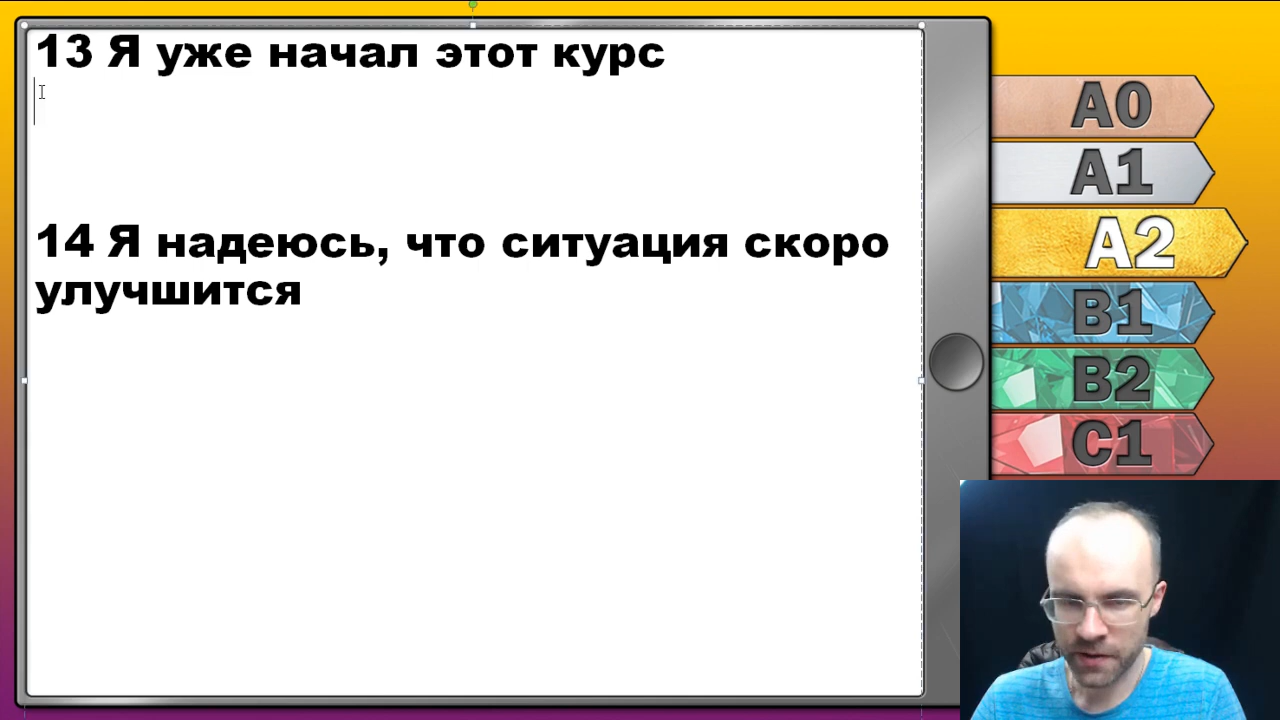 13 Я уже начал этот курс
14 Я надеюсь, что ситуация скоро
улучшится
A0
A1
A2
B1
B2
C1